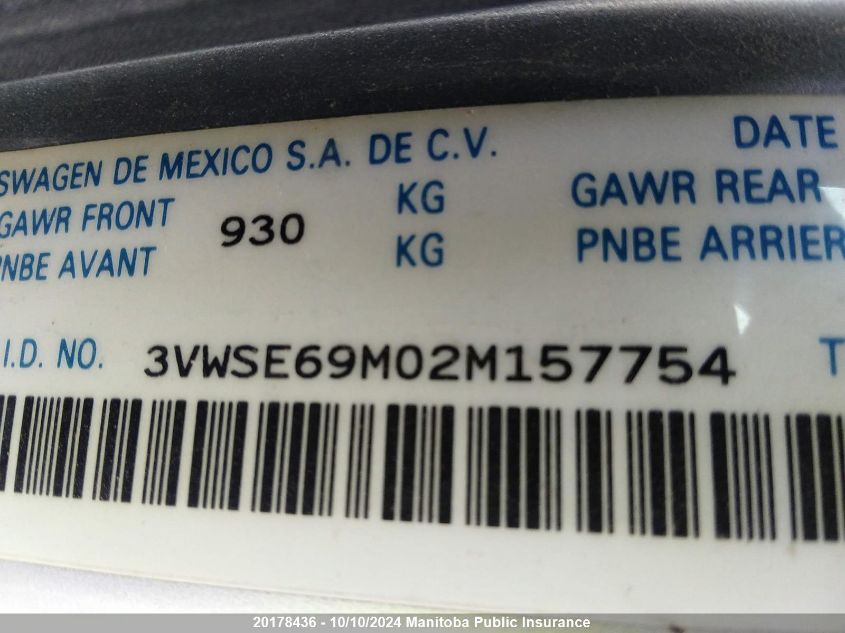 SWAGEN DE MEXICO S.A. DE C.V. DATE
GAWR FRONT 930 KG GAWR REAR
PNBE AVANT KG PNBE ARRIER
I.D. NO. 3VWSE69M02M157754 T
20178436 - 10/10/2024 Manitoba Public Insurance